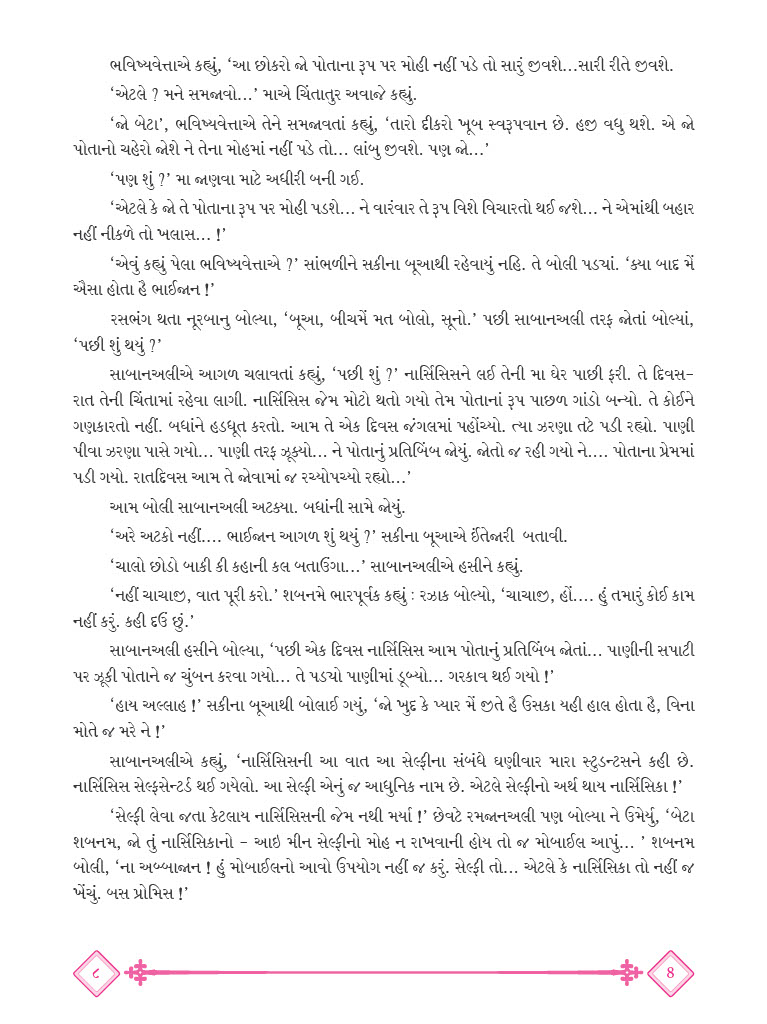 ભવિષ્યવેત્તાએ કહ્યું, ‘આ છોકરો જો પોતાના રૂપ પર મોહી નહીં પડે તો સારું જીવશે...સારી રીતે જીવશે.
‘એટલે ? મને સમજાવો...’ માએ ચિંતાતુર અવાજે કહ્યું.
‘જો બેટા’, ભવિષ્યવેત્તાએ તેને સમજાવતાં કહ્યું, ‘તારો દીકરો ખૂબ સ્વરૂપવાન છે. હજી વધુ થશે. એ જો
પોતાનો ચહેરો જોશે ને તેના મોહમાં નહીં પડે તો... લાંબુ જીવશે. પણ જો...’
‘પણ શું ?’ મા જાણવા માટે અધીરી બની ગઈ.
‘એટલે કે જો તે પોતાના રૂપ પર મોહી પડશે... ને વારંવાર તે રૂપ વિશે વિચારતો થઈ જશે... ને એમાંથી બહાર
નહીં નીકળે તો ખલાસ... !’
‘એવું કહ્યું પેલા ભવિષ્યવેત્તાએ ?’ સાંભળીને સકીના બૂઆથી રહેવાયું નહિ. તે બોલી પડ્યાં. ‘ક્યા બાદ મેં
ઐસા હોતા હૈ ભાઈજાન !’
રસભંગ થતા નૂરબાનુ બોલ્યા, ‘બૂઆ, બીચમેં મત બોલો, સૂનો.’ પછી સાબાનઅલી તરફ જોતાં બોલ્યાં,
‘પછી શું થયું ?’
સાબાનઅલીએ આગળ ચલાવતાં કહ્યું, ‘પછી શું ?’ નાર્સિસિસને લઈ તેની મા ઘેર પાછી ફરી. તે દિવસ-
રાત તેની ચિંતામાં રહેવા લાગી. નાર્સિસિસ જેમ મોટો થતો ગયો તેમ પોતાનાં રૂપ પાછળ ગાંડો બન્યો. તે કોઈને
ગણકારતો નહીં. બધાંને હડધૂત કરતો. આમ તે એક દિવસ જંગલમાં પહોંચ્યો. ત્યા ઝરણા તટે પડી રહ્યો. પાણી
પીવા ઝરણા પાસે ગયો... પાણી તરફ ઝૂક્યો... ને પોતાનું પ્રતિબિંબ જોયું. જોતો જ રહી ગયો ને.... પોતાના પ્રેમમાં
પડી ગયો. રાતદિવસ આમ તે જોવામાં જ રચ્યોપચ્યો રહ્યો...’
આમ બોલી સાબાનઅલી અટક્યા. બધાંની સામે જોયું.
‘અરે અટકો નહીં.... ભાઈજાન આગળ શું થયું ?’ સકીના બૂઆએ ઈંતેજારી બતાવી.
‘ચાલો છોડો બાકી કી કહાની કલ બતાઉંગા...’ સાબાનઅલીએ હસીને કહ્યું.
‘નહીં ચાચાજી, વાત પૂરી કરો.’ શબનમે ભારપૂર્વક કહ્યું : રઝાક બોલ્યો, ‘ચાચાજી, હોં.... હું તમારું કોઈ કામ
નહીં કરું. કહી દઉં છું.’
સાબાનઅલી હસીને બોલ્યા, ‘પછી એક દિવસ નાર્સિસિસ આમ પોતાનું પ્રતિબિંબ જોતાં... પાણીની સપાટી
પર ઝૂકી પોતાને જ ચુંબન કરવા ગયો... તે પડ્યો પાણીમાં ડૂબ્યો... ગરકાવ થઈ ગયો !’
‘હાય અલ્લાહ !’ સકીના બૂઆથી બોલાઈ ગયું, ‘જો ખુદ કે પ્યાર મેં જીતે હૈ ઉસકા યહી હાલ હોતા હૈ, વિના
મોતે જ મરે ને !’
સાબાનઅલીએ કહ્યું, ‘નાર્સિસિસની આ વાત આ સેલ્ફીના સંબંધે ઘણીવાર મારા સ્ટુડન્ટસને કહી છે.
નાર્સિસિસ સેલ્ફસેન્ટર્ડ થઈ ગયેલો. આ સેલ્ફી એનું જ આધુનિક નામ છે. એટલે સેલ્ફીનો અર્થ થાય નાર્સિસિકા !’
‘સેલ્ફી લેવા જતા કેટલાય નાર્સિસિસની જેમ નથી મર્યા !’ છેવટે રમજાનઅલી પણ બોલ્યા ને ઉમેર્યુ, ‘બેટા
શબનમ, જો તું નાર્સિસિકાનો - આઇ મીન સેલ્ફીનો મોહ ન રાખવાની હોય તો જ મોબાઈલ આપું... ’ શબનમ
બોલી, ‘ના અબ્બાજાન ! હું મોબાઈલનો આવો ઉપયોગ નહીં જ કરું. સેલ્ફી તો... એટલે કે નાર્સિસિકા તો નહીં જ
ખેંચું. બસ પ્રોમિસ !’
૮ 8